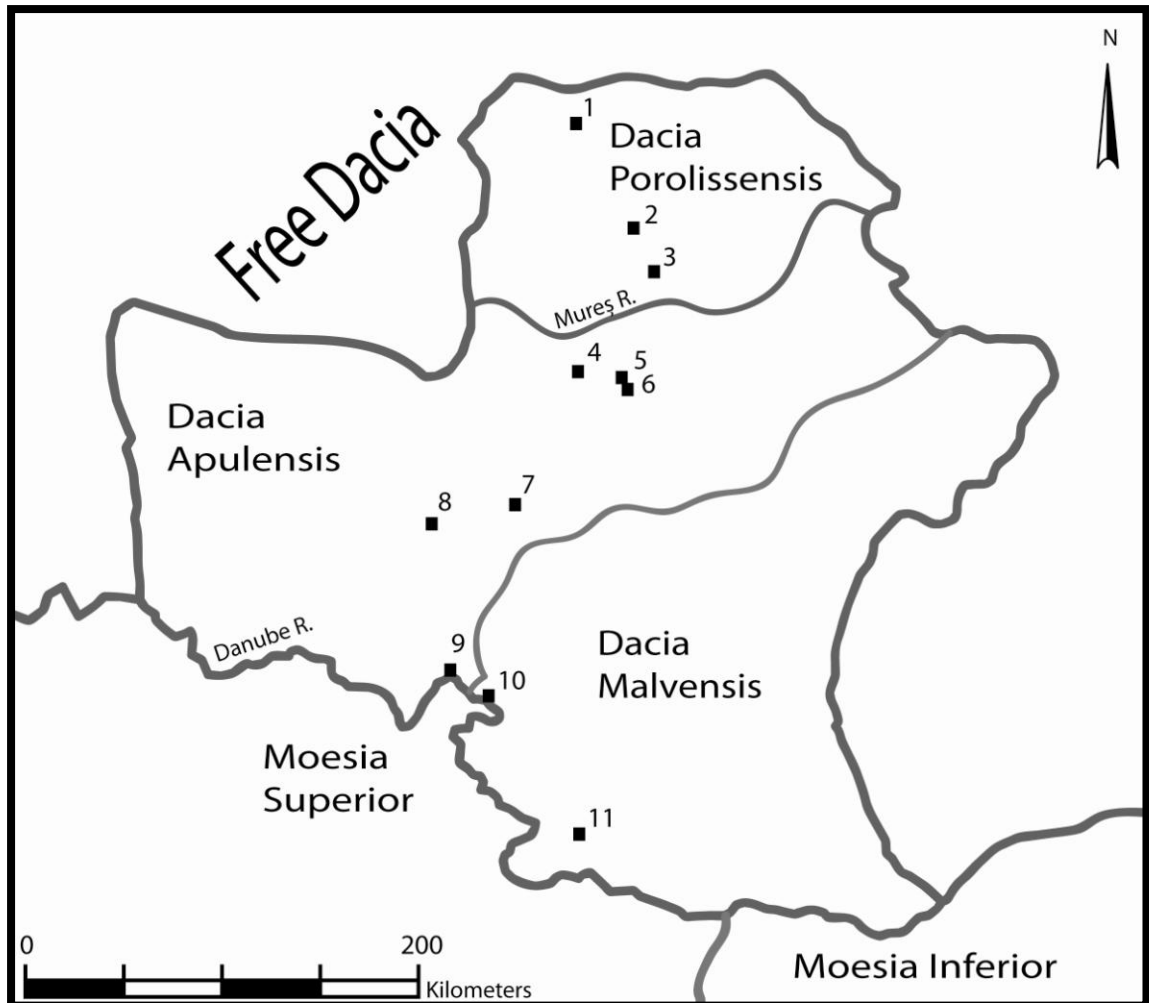 N
1
Dacia
Porolissensis
Free Dacia
2
3
Mureş R.
4
5
6
Dacia
Apulensis
7
8
Danube R.
9
10
Dacia
Malvensis
Moesia
Superior
11
0
200
Kilometers
Moesia Inferior